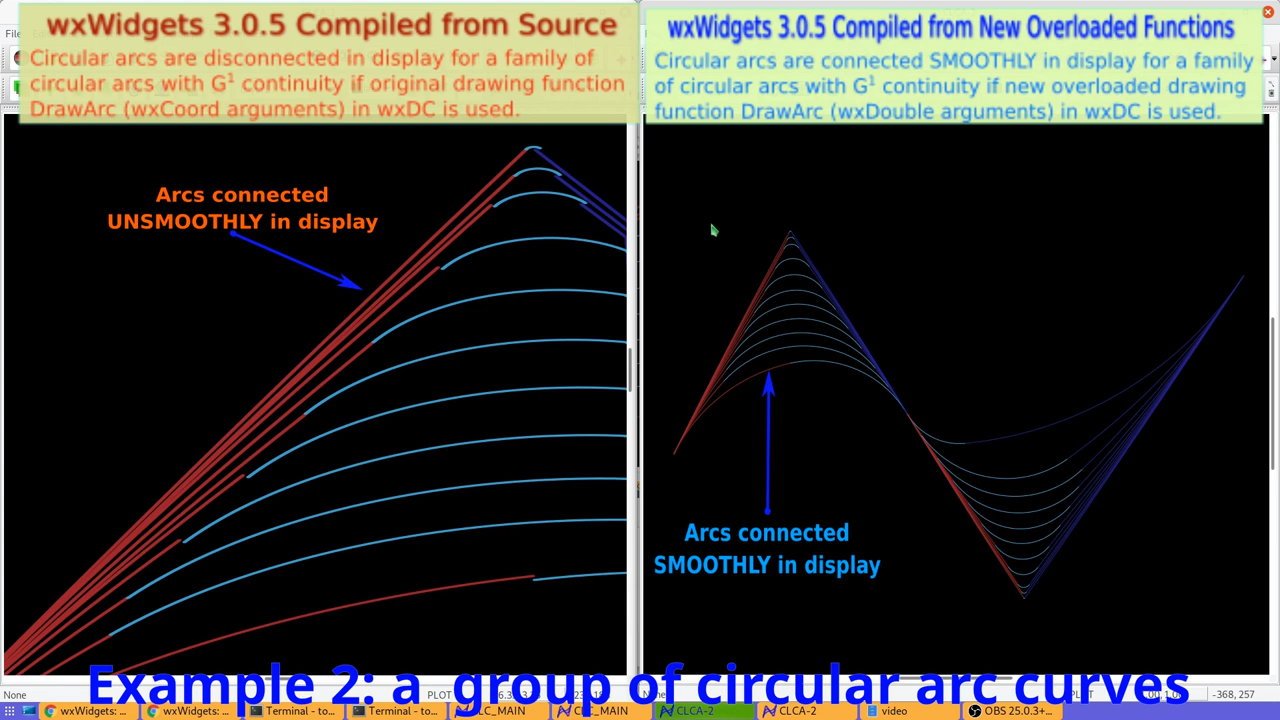 wxWidgets 3.0.5 Compiled from Source
Circular arcs are disconnected in display for a family of
circular arcs with G¹ continuity if original drawing function
DrawArc (wxCoord arguments) in wxDC is used.
Arcs connected
UNSMOOTHLY in display
wxWidgets 3.0.5 Compiled from New Overloaded Functions
Circular arcs are connected SMOOTHLY in display for a family
of circular arcs with G¹ continuity if new overloaded drawing
function DrawArc (wxDouble arguments) in wxDC is used.
Arcs connected
SMOOTHLY in display
Example 2: a group of circular arc curves
None
PLOT
-368, 257
wxWidgets: ...
wxWidgets: ...
Terminal - to...
Terminal - to...
CLC_MAIN
CLC_MAIN
CLCA-2
CLCA-2
video
OBS 25.0.3+...